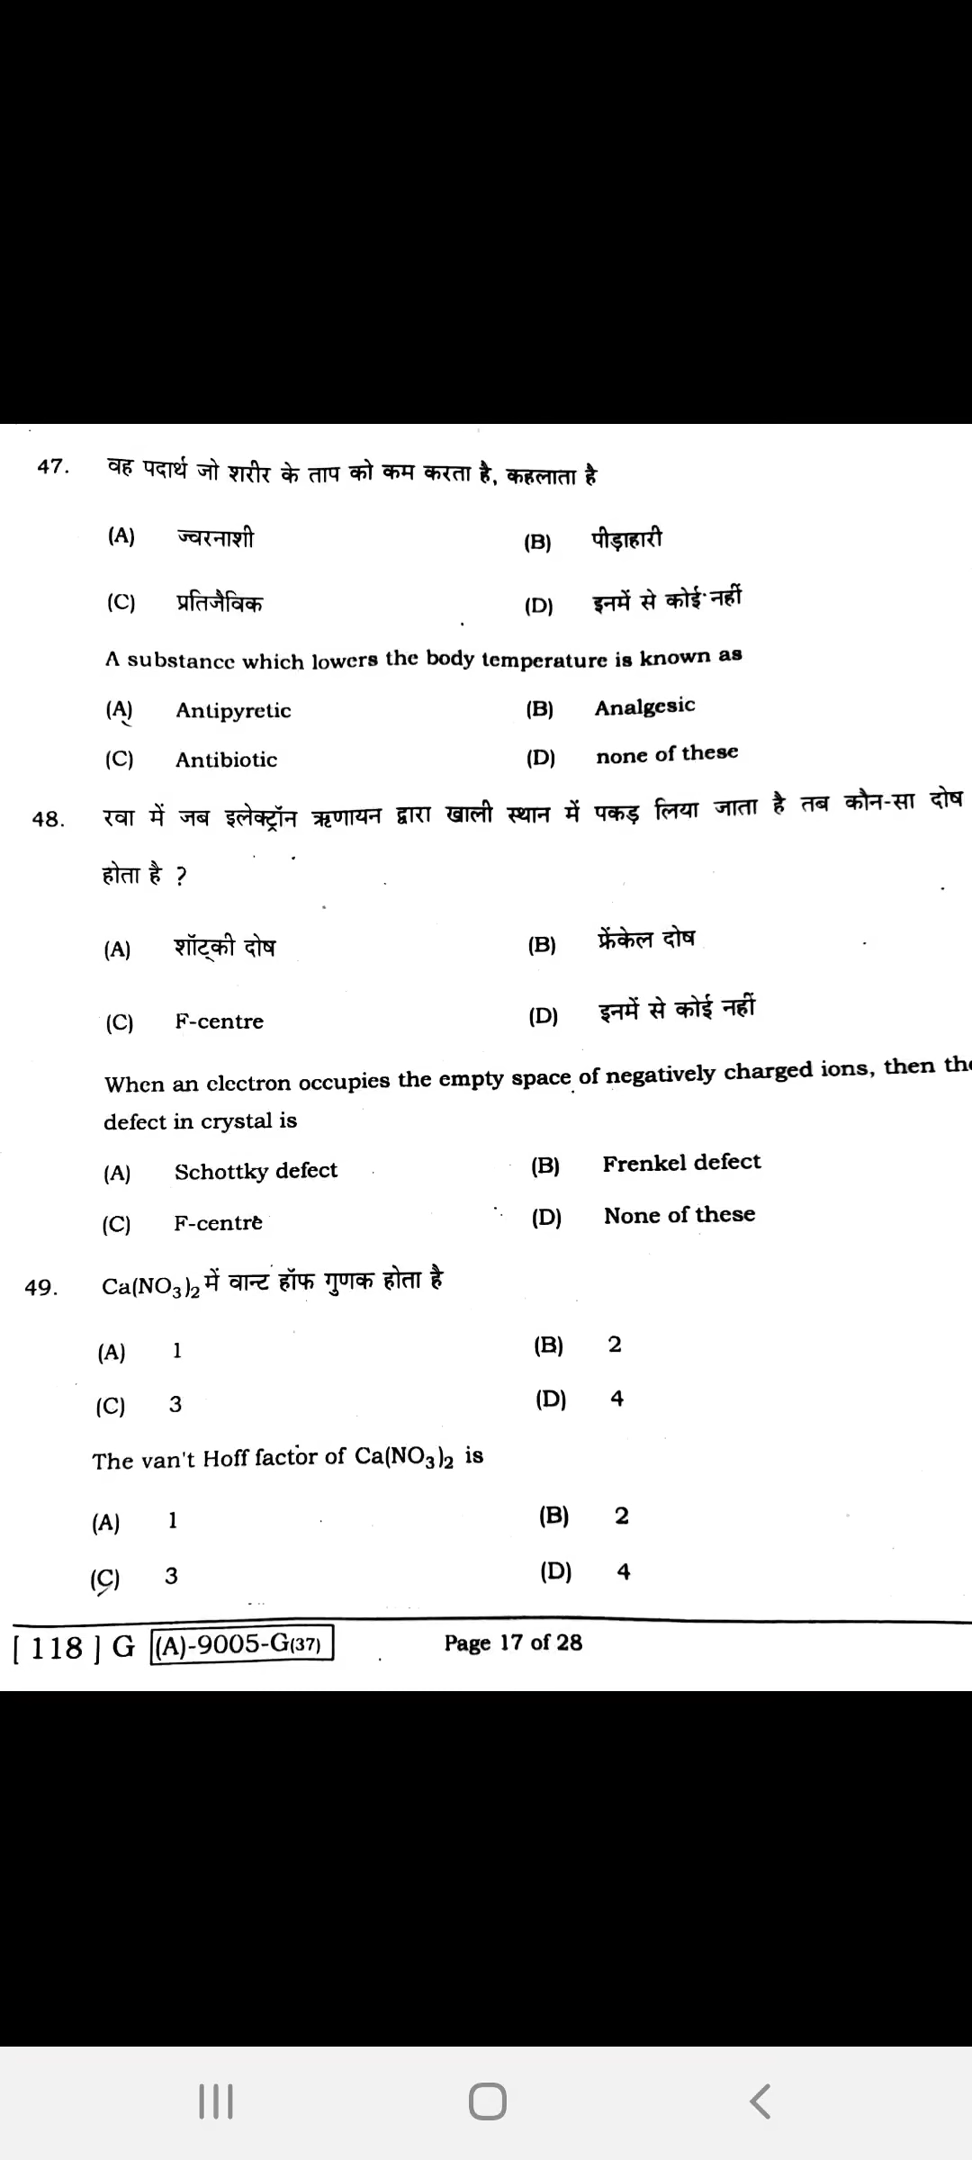 47. वह पदार्थ जो शरीर के ताप को कम करता है, कहलाता है
(A) ज्वरनाशी (B) पीड़ाहारी
(C) प्रतिजैविक (D) इनमें से कोई नहीं
A substance which lowers the body temperature is known as
(A) Antipyretic (B) Analgesic
(C) Antibiotic (D) none of these
48. रवा में जब इलेक्ट्रॉन ऋणायन द्वारा खाली स्थान में पकड़ लिया जाता है तब कौन-सा दोष
होता है ?
(A) शॉट्की दोष (B) फ्रेंकेल दोष
(C) F-centre (D) इनमें से कोई नहीं
When an electron occupies the empty space of negatively charged ions, then the
defect in crystal is
(A) Schottky defect (B) Frenkel defect
(C) F-centre (D) None of these
49. Ca(NO₃)₂ में वान्ट हॉफ गुणक होता है
(A) 1 (B) 2
(C) 3 (D) 4
The van't Hoff factor of Ca(NO₃)₂ is
(A) 1 (B) 2
(C) 3 (D) 4
[ 118 ] G (A)-9005-G(37) Page 17 of 28